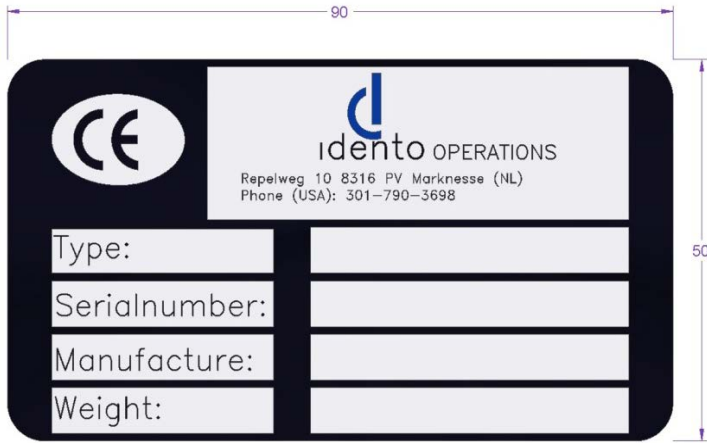 90
CE
idento OPERATIONS
Repelweg 10 8316 PV Marknesse (NL)
Phone (USA): 301-790-3698
50
Type:
Serialnumber:
Manufacture:
Weight: